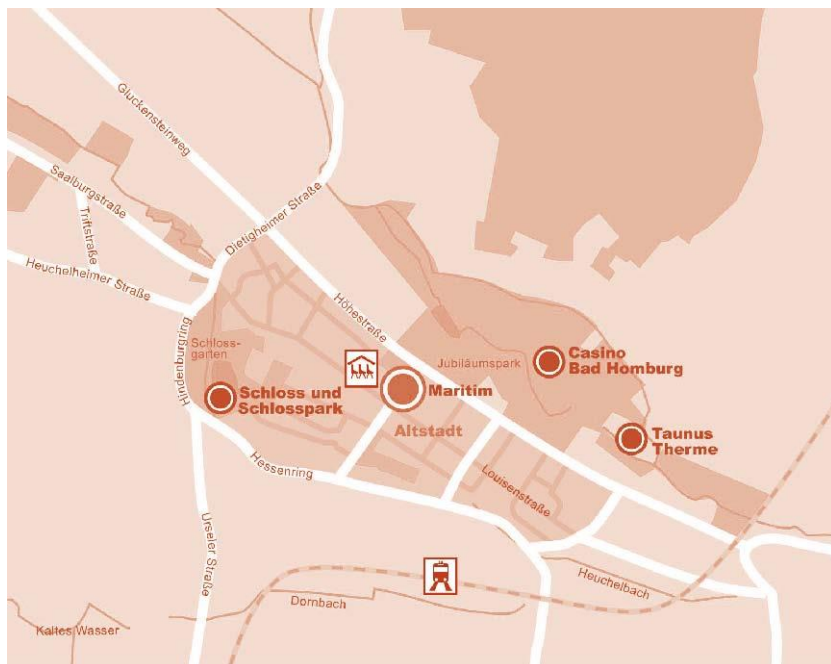 Gluckensteinweg
Saalburgstraße
Triftstraße
Dietigheimer Straße
Heuchelheimer Straße
Hindenburgring
Schloss-
garten
Höhestraße
Jubiläumspark
Casino
Bad Homburg
Schloss und
Schlosspark
Maritim
Altstadt
Taunus
Therme
Hessenring
Louisenstraße
Urseler Straße
Heuchelbach
Dornbach
Kaltes Wasser